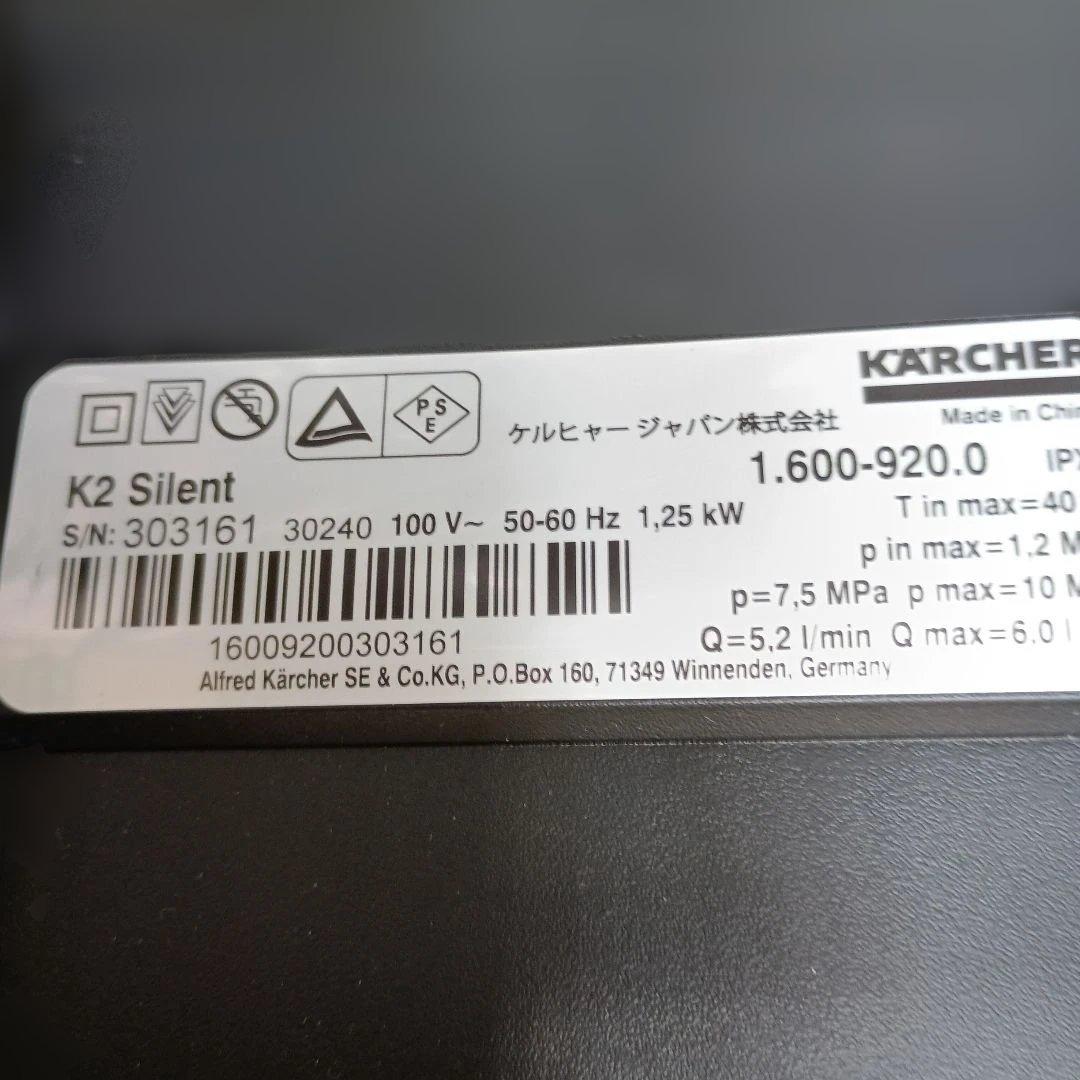 KÄRCHER
Made in Chin
PS
E
ケルヒャー ジャパン株式会社
1.600-920.0 IPX
K2 Silent
T in max=40
S/N: 303161 30240 100 V~ 50-60 Hz 1,25 kW
p in max=1,2 M
p=7,5 MPa p max=10 M
16009200303161
Q=5,2 l/min Q max=6.0 l
Alfred Kärcher SE & Co.KG, P.O.Box 160, 71349 Winnenden, Germany